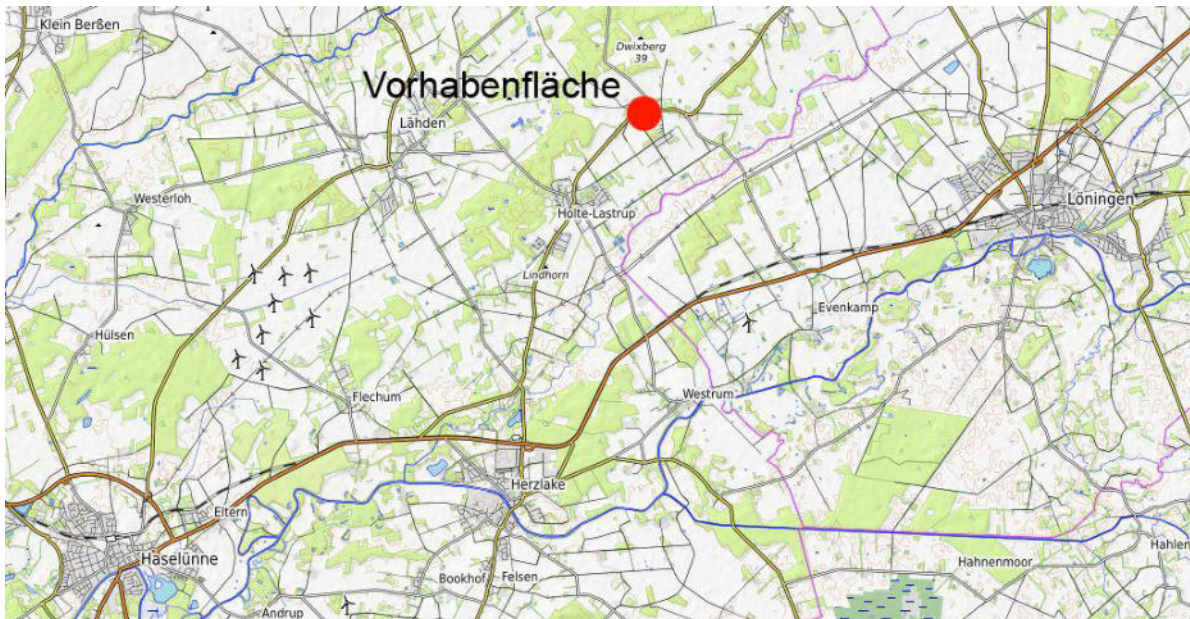 Klein Berßen
Dwixberg
39
Vorhabenfläche
Lähden
Westerloh
Holte-Lastrup
Löningen
Lindhorn
Evenkamp
Hülsen
Flechum
Westrum
Herzlake
Eltern
Haselünne
Hahlen
Hahnenmoor
Bookhof
Felsen
Andrup